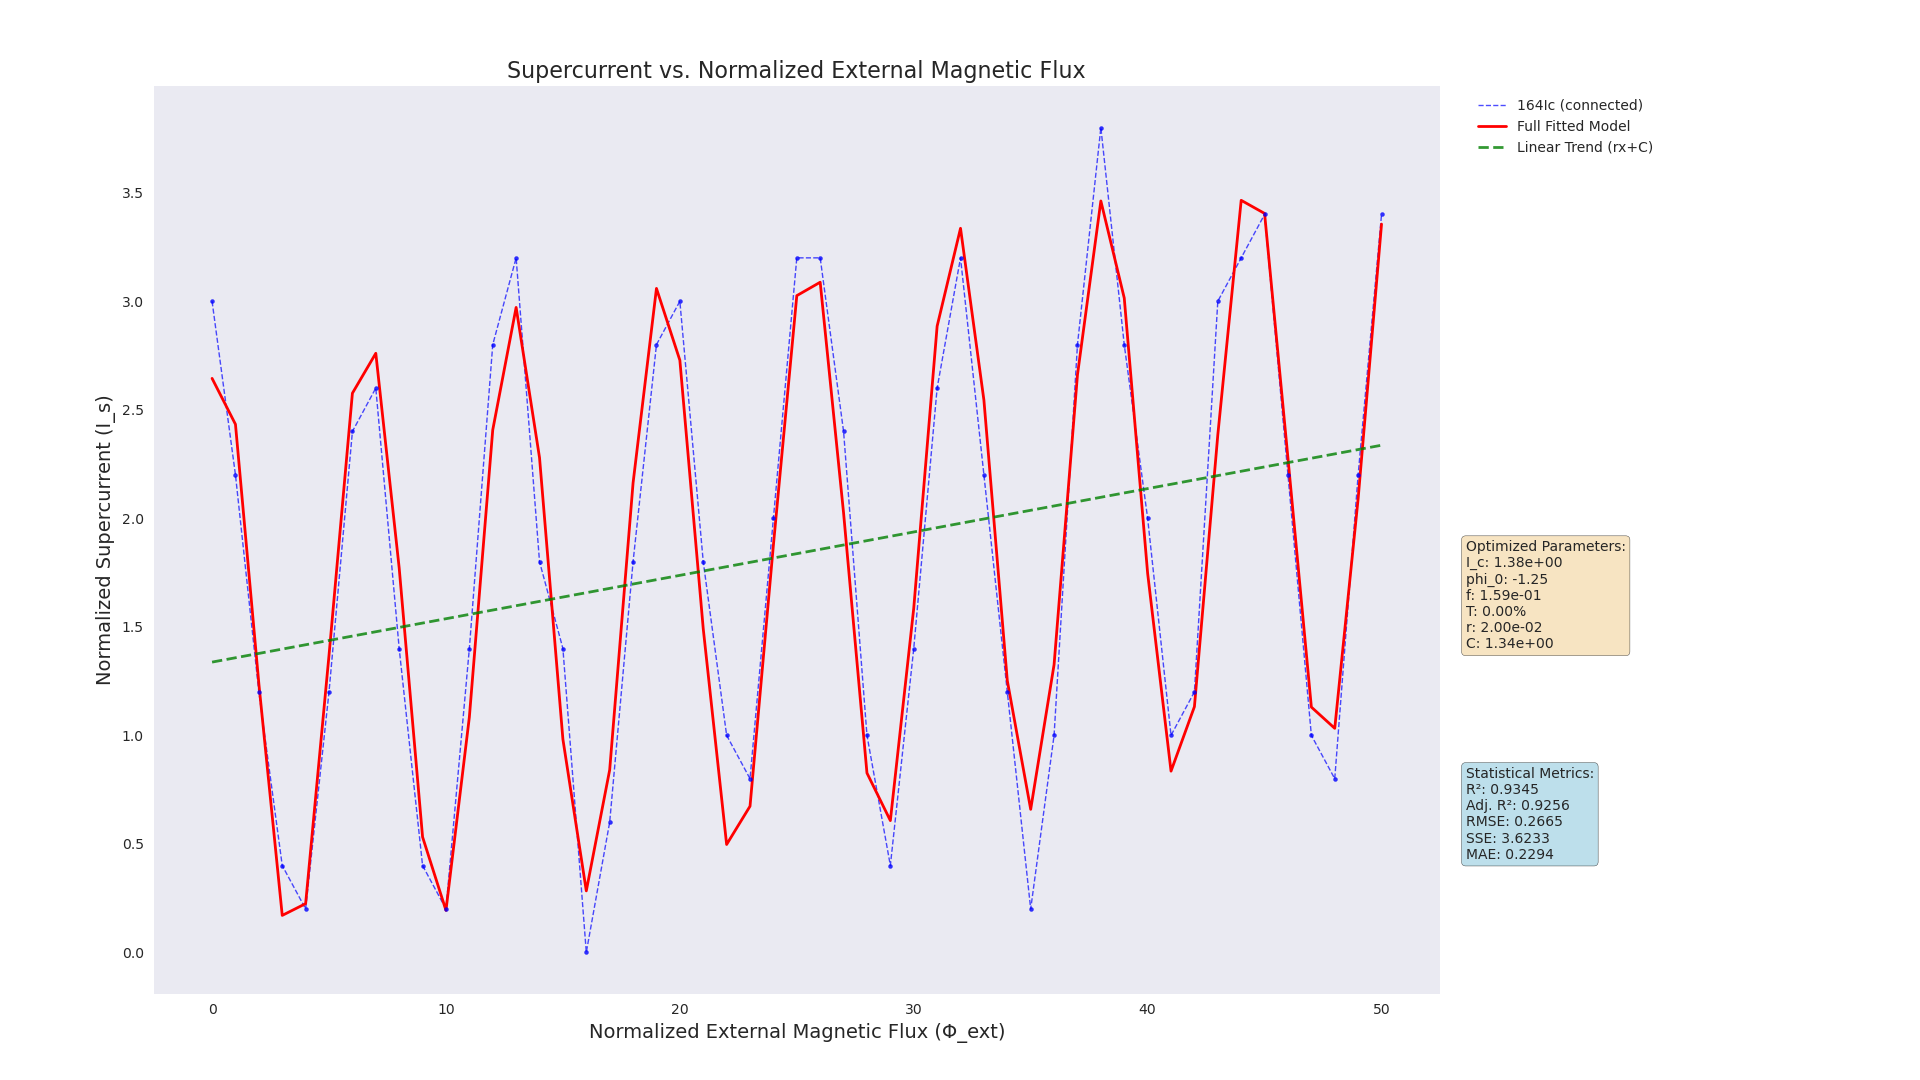 Supercurrent vs. Normalized External Magnetic Flux
164Ic (connected)
Full Fitted Model
Linear Trend (rx+C)
Normalized Supercurrent (I_s)
3.5
3.0
2.5
2.0
1.5
1.0
0.5
0.0
0
10
20
30
40
50
Normalized External Magnetic Flux (Φ_ext)
Optimized Parameters:
I_c: 1.38e+00
phi_0: -1.25
f: 1.59e-01
T: 0.00%
r: 2.00e-02
C: 1.34e+00
Statistical Metrics:
R²: 0.9345
Adj. R²: 0.9256
RMSE: 0.2665
SSE: 3.6233
MAE: 0.2294